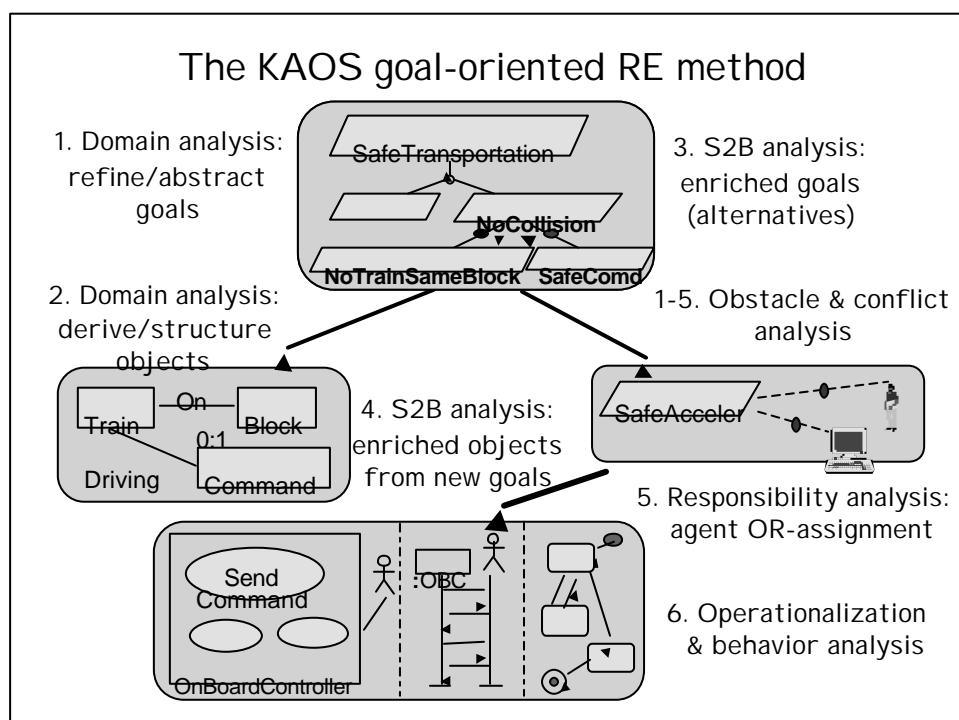 The KAOS goal-oriented RE method
1. Domain analysis:
refine/abstract
goals
SafeTransportation
NoCollision
NoTrainSameBlock
SafeComd
3. S2B analysis:
enriched goals
(alternatives)
2. Domain analysis:
derive/structure
objects
1-5. Obstacle & conflict
analysis
Train
On
Block
0:1
Driving
Command
4. S2B analysis:
enriched objects
from new goals
SafeAcceler
5. Responsibility analysis:
agent OR-assignment
Send
Command
OnBoardController
:OBC
6. Operationalization
& behavior analysis